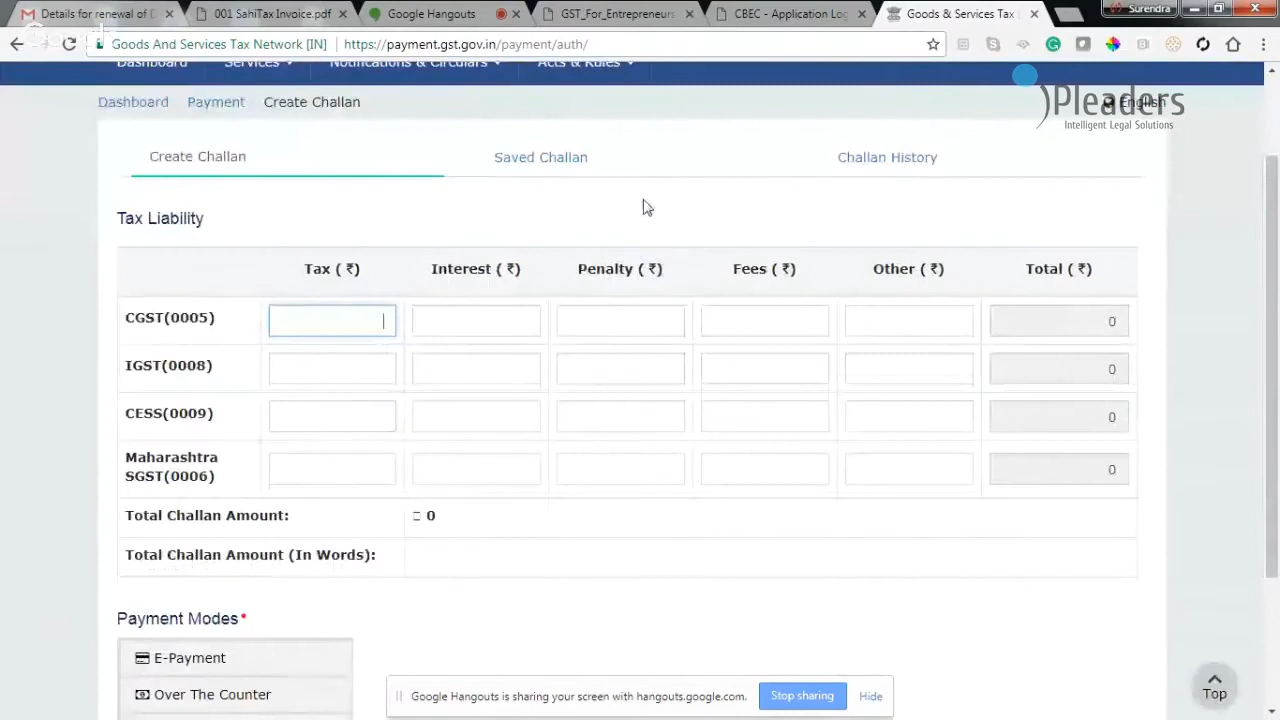 Details for renewal of D
001 SahiTax Invoice.pdf
Google Hangouts
GST_For_Entrepreneurs
CBEC - Application Log
Goods & Services Tax (
Surendra
Goods And Services Tax Network [IN]
https://payment.gst.gov.in/payment/auth/
Dashboard Services Notifications & Circulars Acts & Rules
Dashboard Payment Create Challan
English
iPleaders
Intelligent Legal Solutions
Create Challan Saved Challan Challan History
Tax Liability
Tax ( ₹) Interest ( ₹) Penalty ( ₹) Fees ( ₹) Other ( ₹) Total ( ₹)
CGST(0005) 0
IGST(0008) 0
CESS(0009) 0
Maharashtra
SGST(0006) 0
Total Challan Amount: 0
Total Challan Amount (In Words):
Payment Modes*
E-Payment
Over The Counter
Google Hangouts is sharing your screen with hangouts.google.com. Stop sharing Hide
Top